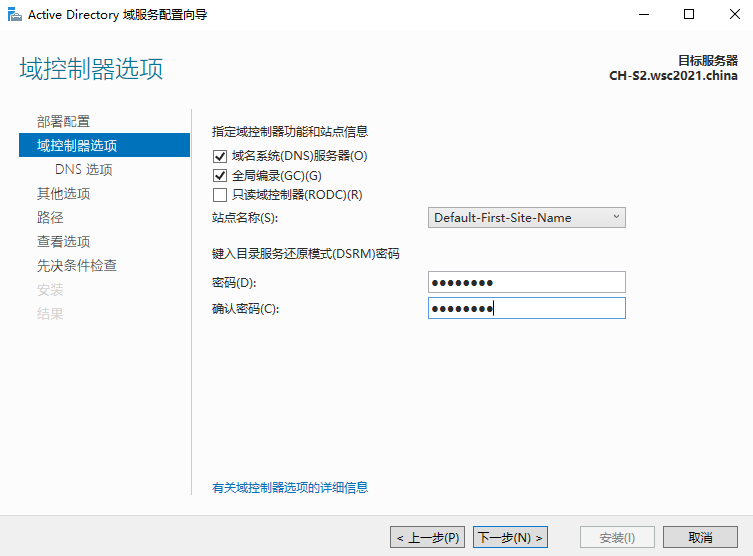 Active Directory 域服务配置向导
域控制器选项
目标服务器
CH-S2.wsc2021.china
部署配置
域控制器选项
DNS 选项
其他选项
路径
查看选项
先决条件检查
安装
结果
指定域控制器功能和站点信息
域名系统(DNS)服务器(O)
全局编录(GC)(G)
只读域控制器(RODC)(R)
站点名称(S): Default-First-Site-Name
键入目录服务还原模式(DSRM)密码
密码(D): ●●●●●●●●
确认密码(C): ●●●●●●●●
有关域控制器选项的详细信息
< 上一步(P) 下一步(N) > 安装(I) 取消